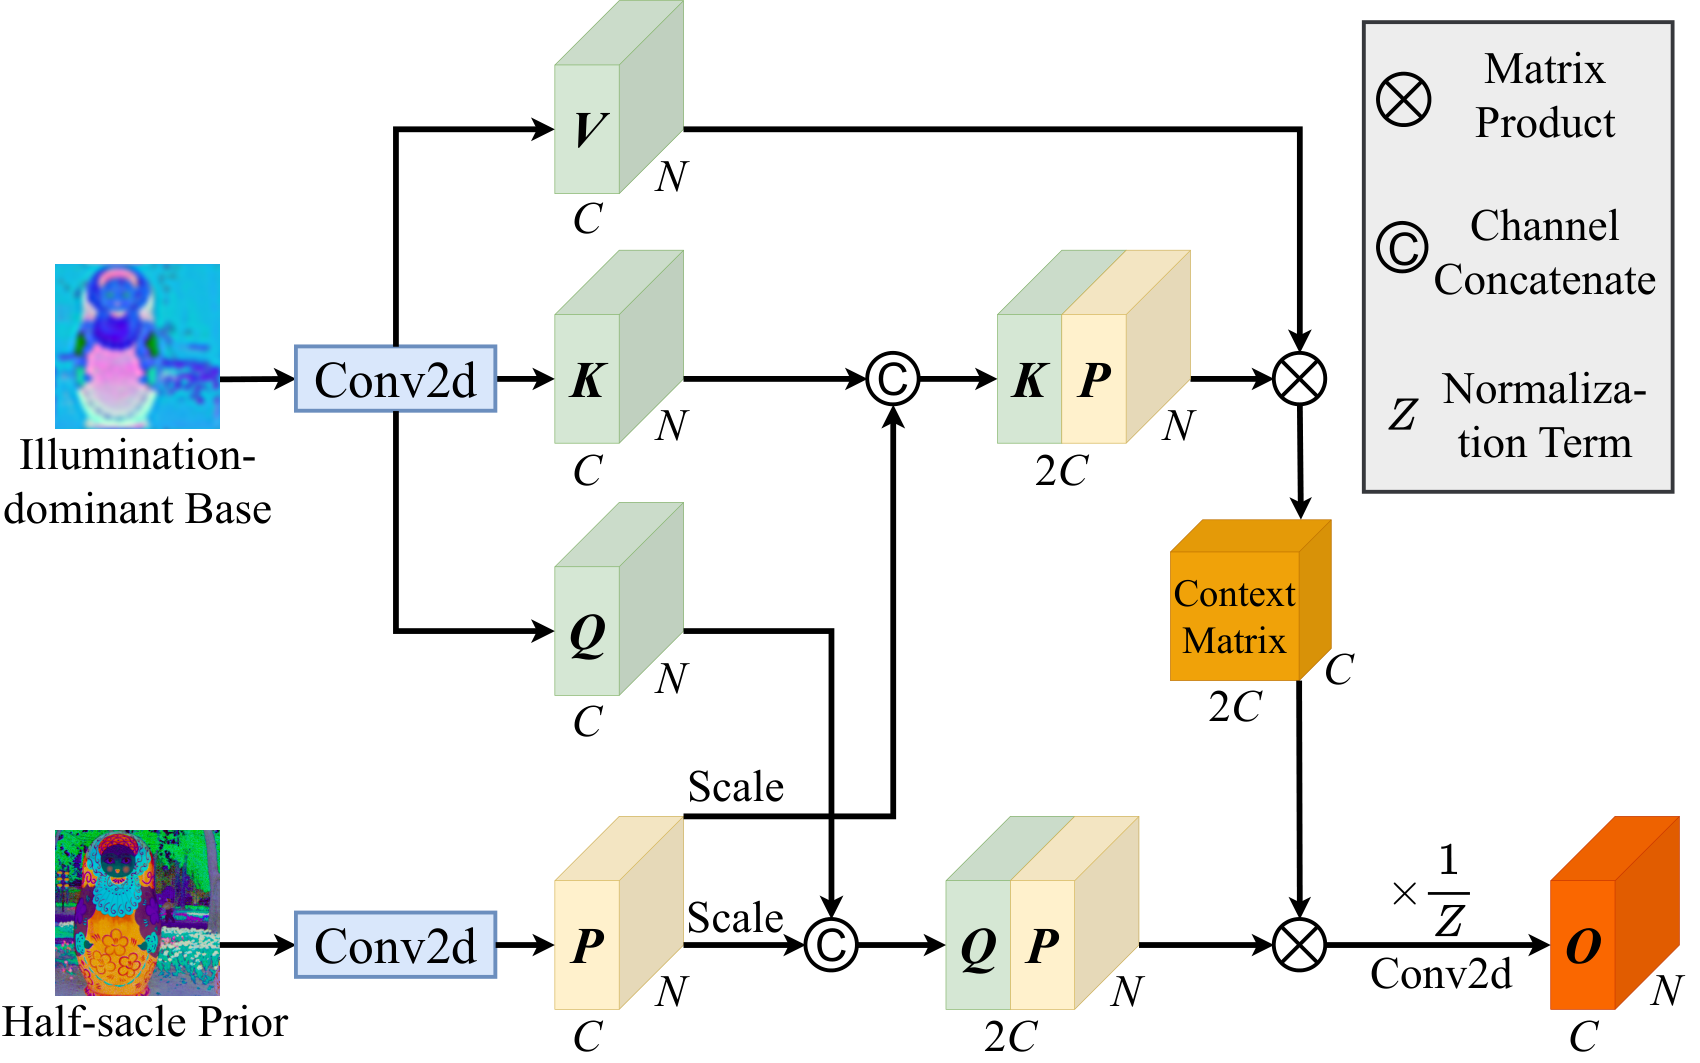 V
N
C
Matrix
Product
Channel
Concatenate
Z
Normaliza-
tion Term
Illumination-
dominant Base
Conv2d
K
N
C
C
K P
N
2C
Q
N
C
Context
Matrix
C
2C
Half-sacle Prior
Conv2d
P
N
C
Scale
Scale
C
Q P
N
2C
× 1/Z
Conv2d
O
N
C